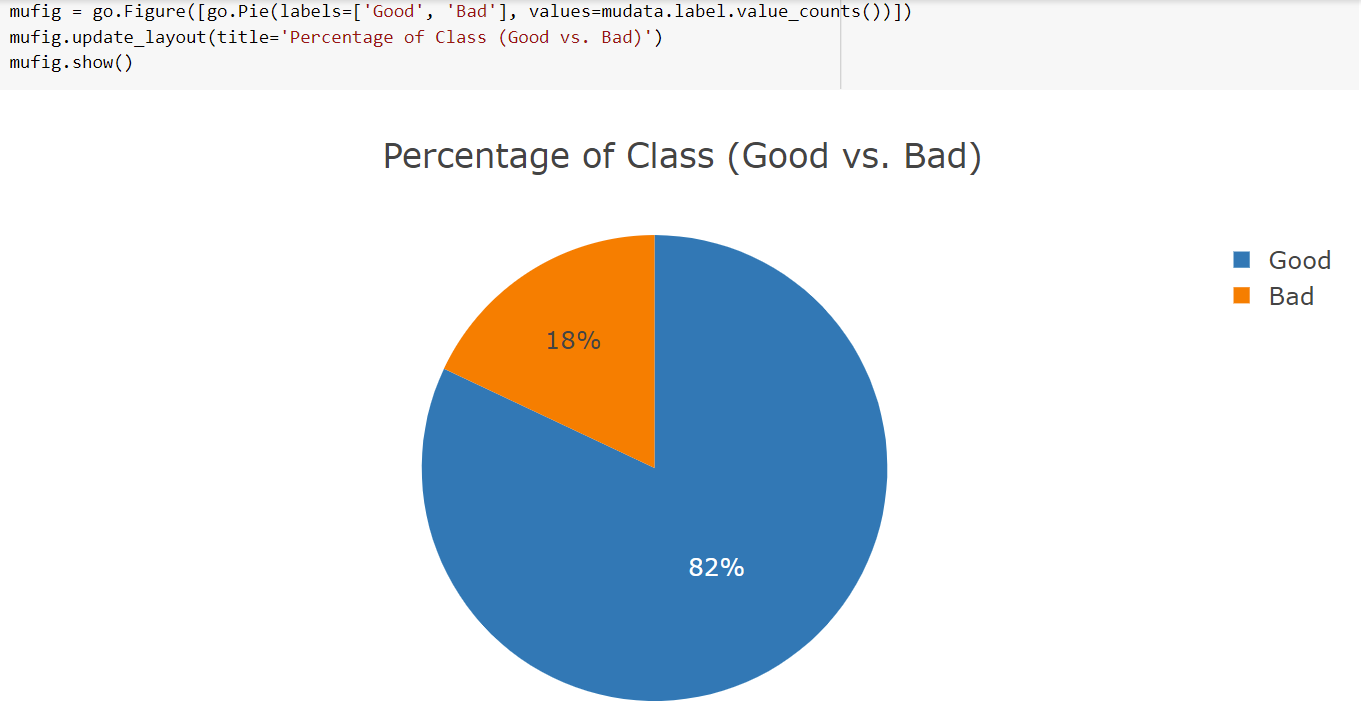 mufig = go.Figure([go.Pie(labels=['Good', 'Bad'], values=mudata.label.value_counts())])
mufig.update_layout(title='Percentage of Class (Good vs. Bad)')
mufig.show()
Percentage of Class (Good vs. Bad)
Good
Bad
18%
82%